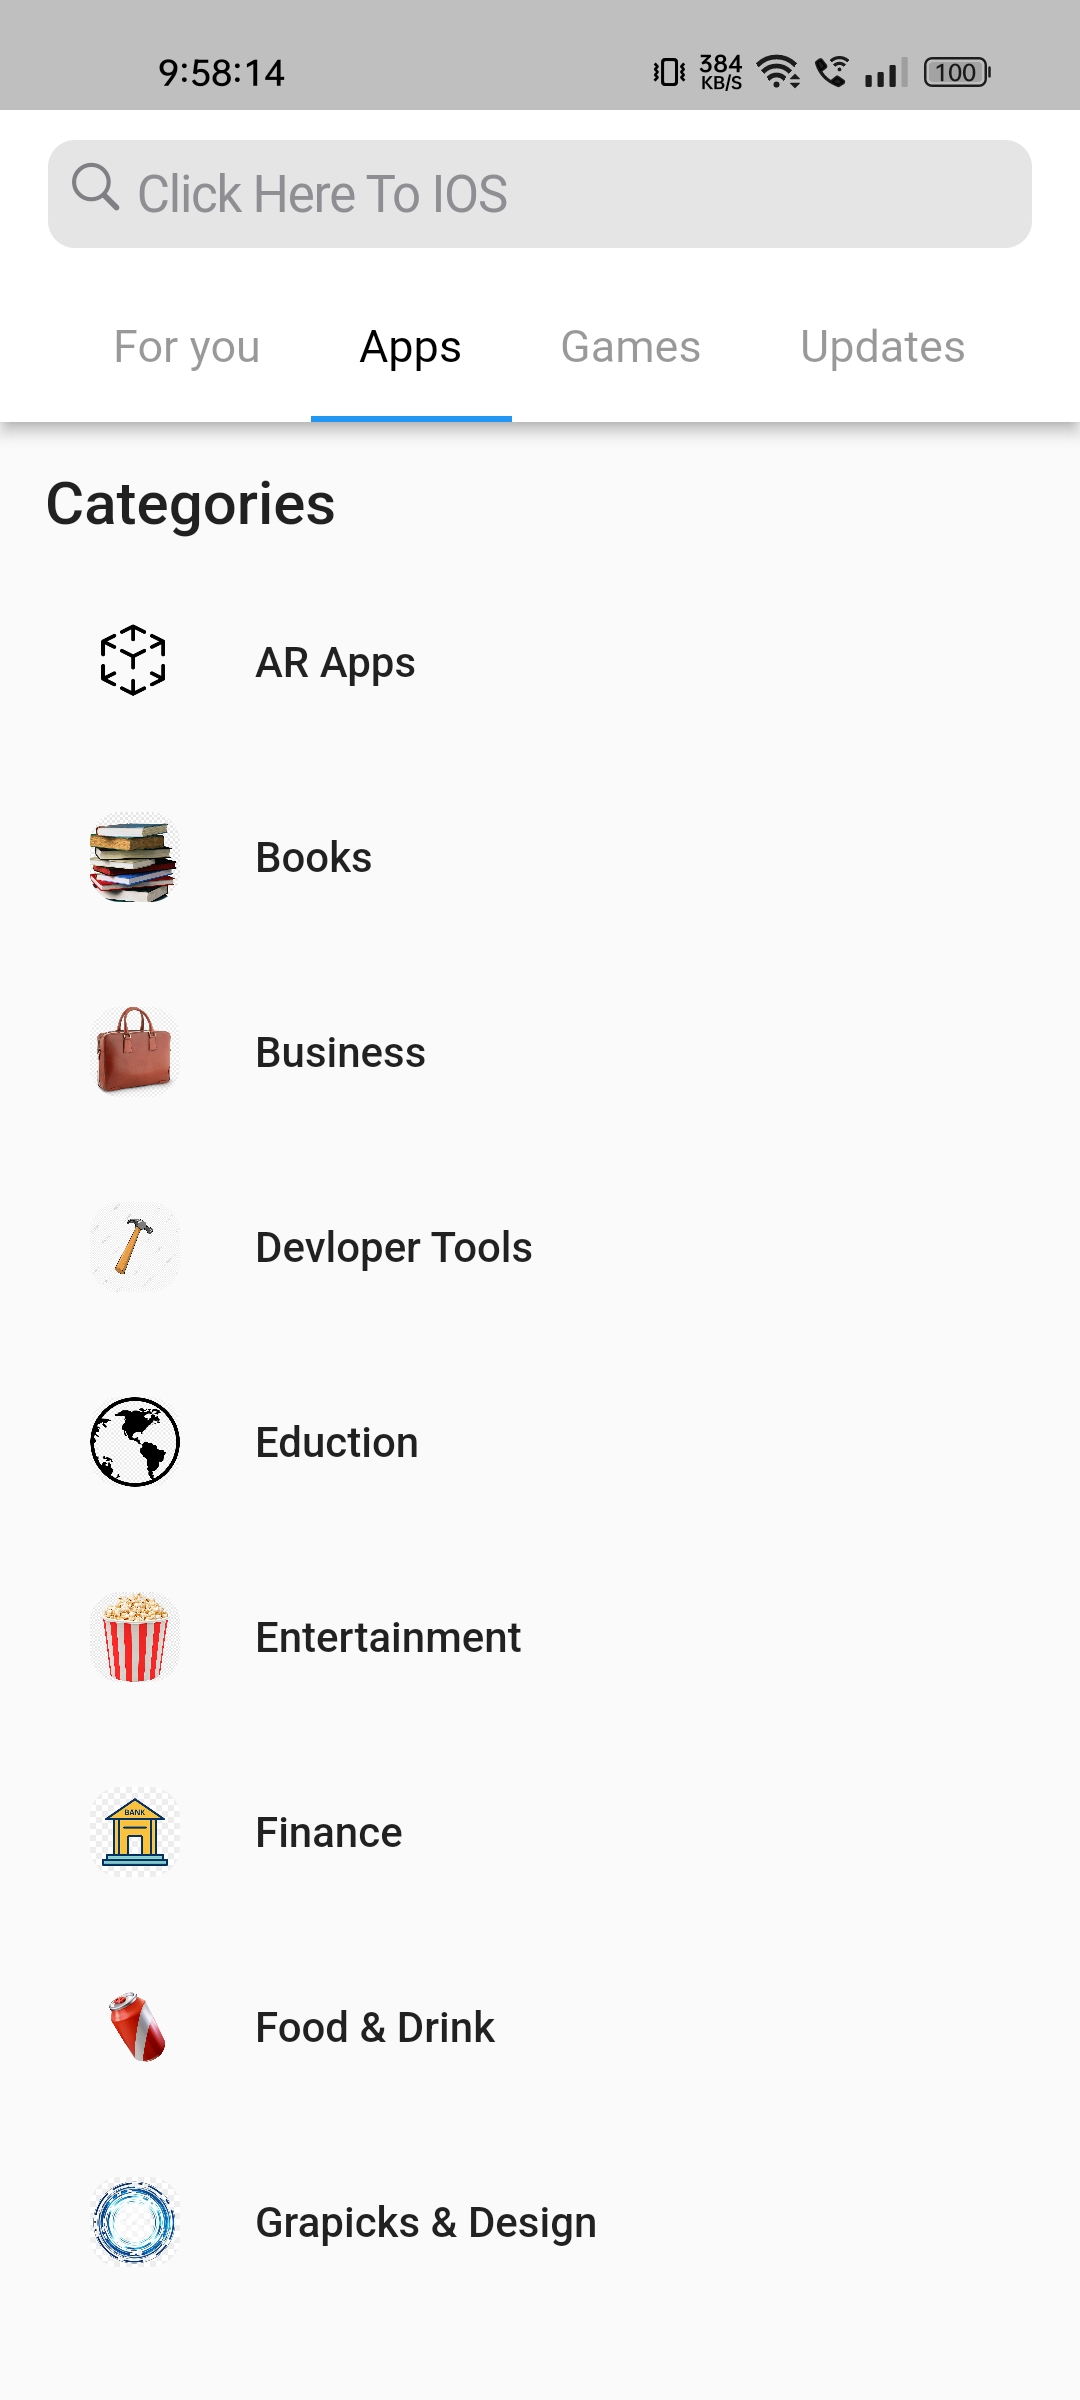 9:58:14
384
KB/S
100
Click Here To IOS
For you
Apps
Games
Updates
Categories
AR Apps
Books
Business
Devloper Tools
Eduction
Entertainment
BANK
Finance
Food & Drink
Grapicks & Design